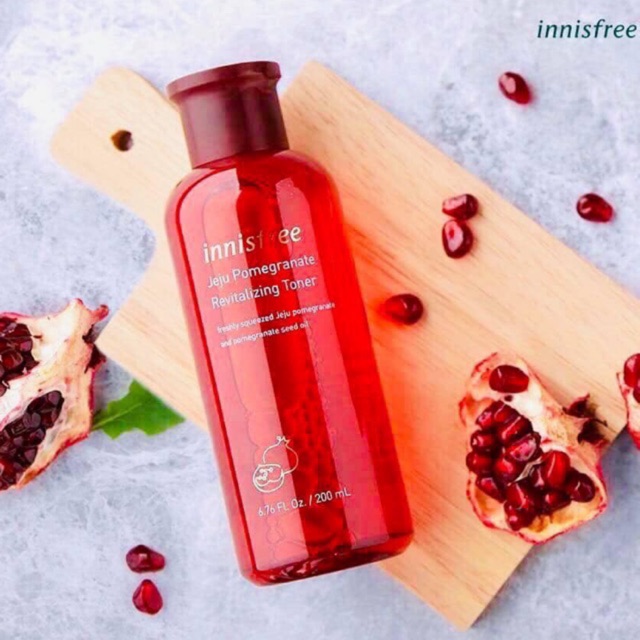 innisfree
innisfree
Jeju Pomegranate
Revitalizing Toner
freshly squeezed Jeju pomegranate
and pomegranate seed oil
6.76 FL. Oz. / 200 mL